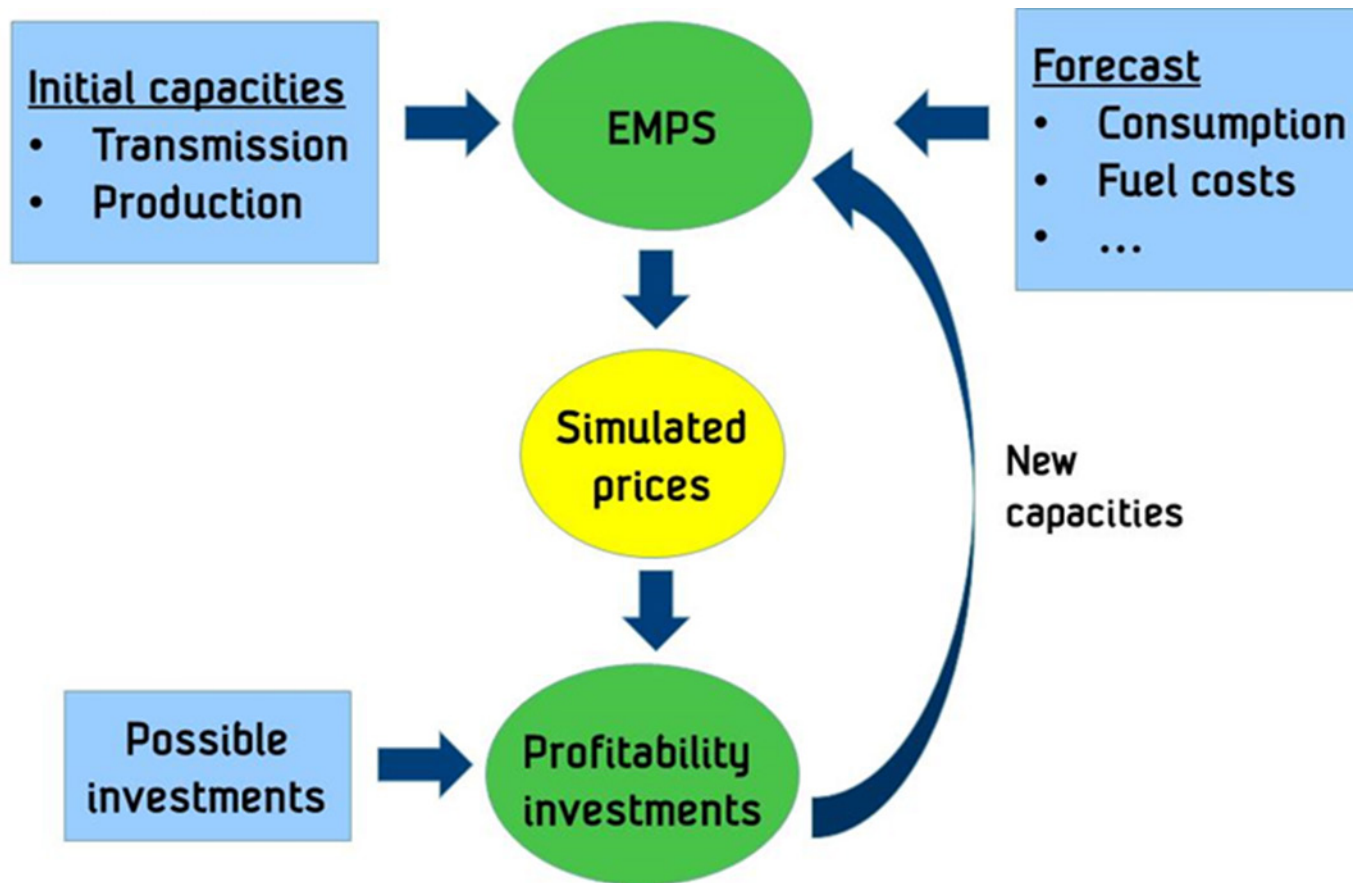 Initial capacities
• Transmission
• Production
EMPS
Forecast
• Consumption
• Fuel costs
• ...
Simulated
prices
New
capacities
Possible
investments
Profitability
investments